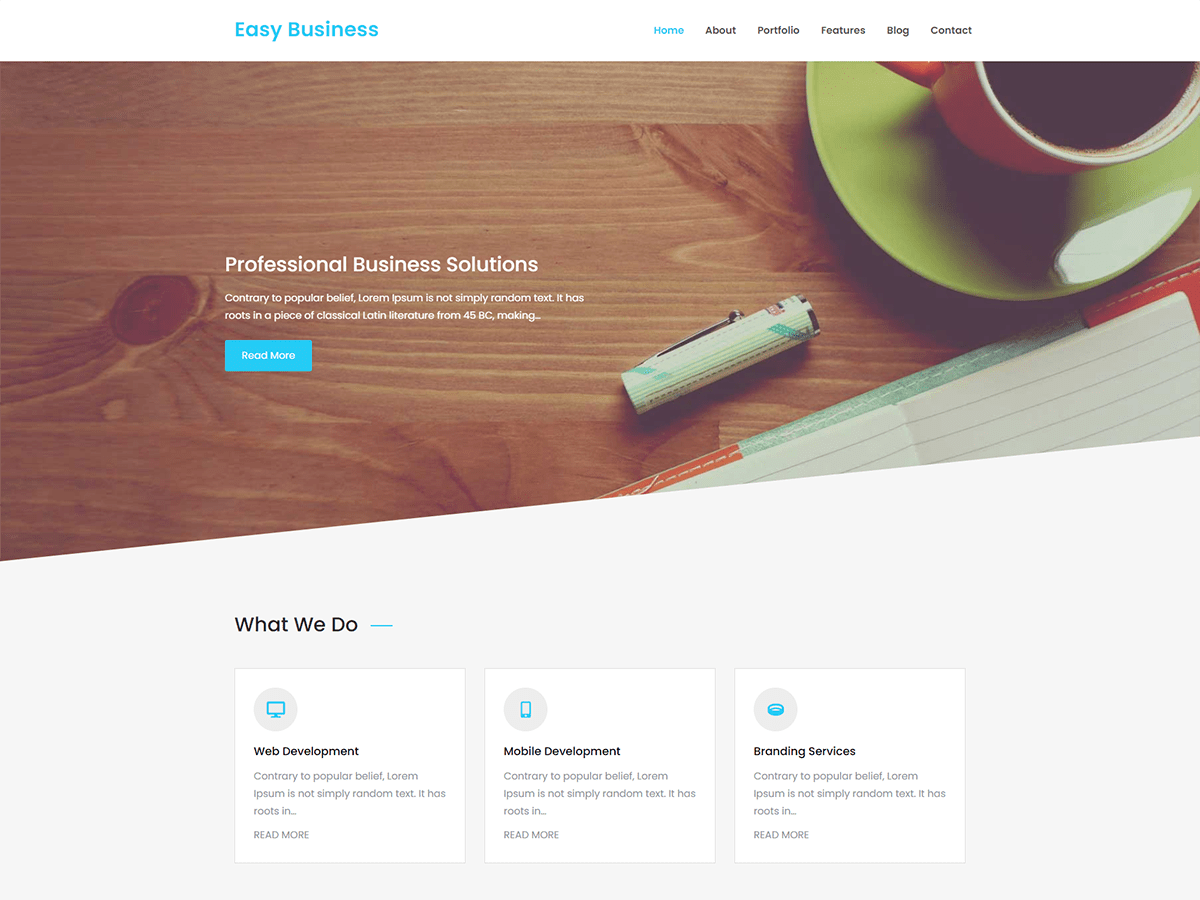 Easy Business
Home About Portfolio Features Blog Contact
Professional Business Solutions
Contrary to popular belief, Lorem Ipsum is not simply random text. It has
roots in a piece of classical Latin literature from 45 BC, making...
Read More
What We Do
Web Development
Contrary to popular belief, Lorem
Ipsum is not simply random text. It has
roots in...
READ MORE
Mobile Development
Contrary to popular belief, Lorem
Ipsum is not simply random text. It has
roots in...
READ MORE
Branding Services
Contrary to popular belief, Lorem
Ipsum is not simply random text. It has
roots in...
READ MORE